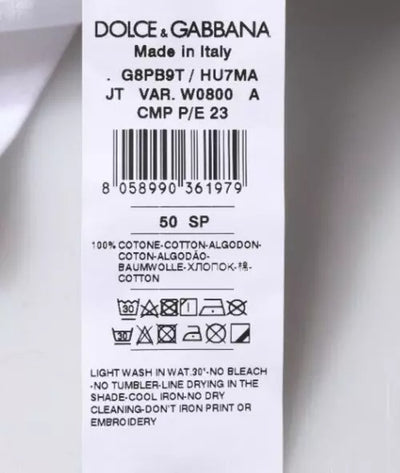 DOLCE & GABBANA
Made in Italy
. G8PB9T / HU7MA
JT VAR. W0800 A
CMP P/E 23
8 058990 361979
50 SP
100% COTONE-COTTON-ALGODON-
COTON-ALGODÃO-
BAUMWOLLE-ХЛОПОК-棉-
COTTON
30
30
LIGHT WASH IN WAT.30°-NO BLEACH
-NO TUMBLER-LINE DRYING IN THE
SHADE-COOL IRON-NO DRY
CLEANING-DON'T IRON PRINT OR
EMBROIDERY